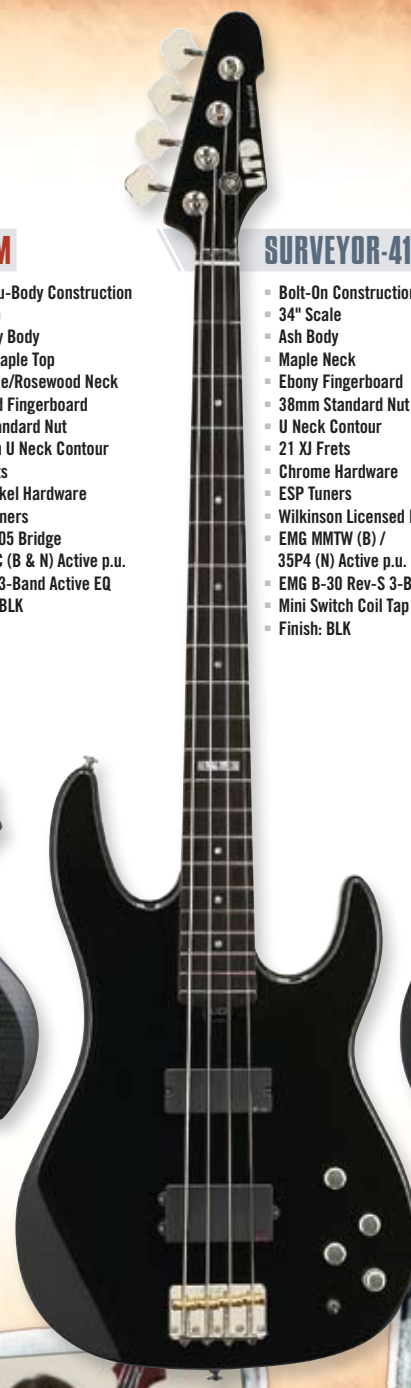 M
u-Body Construction
y Body
aple Top
e/Rosewood Neck
d Fingerboard
andard Nut
U Neck Contour
ts
kel Hardware
ners
05 Bridge
C (B & N) Active p.u.
3-Band Active EQ
BLK
LTD
SURVEYOR-41
Bolt-On Construction
34" Scale
Ash Body
Maple Neck
Ebony Fingerboard
38mm Standard Nut
U Neck Contour
21 XJ Frets
Chrome Hardware
ESP Tuners
Wilkinson Licensed
EMG MMTW (B) /
35P4 (N) Active p.u.
EMG B-30 Rev-S 3-B
Mini Switch Coil Tap
Finish: BLK